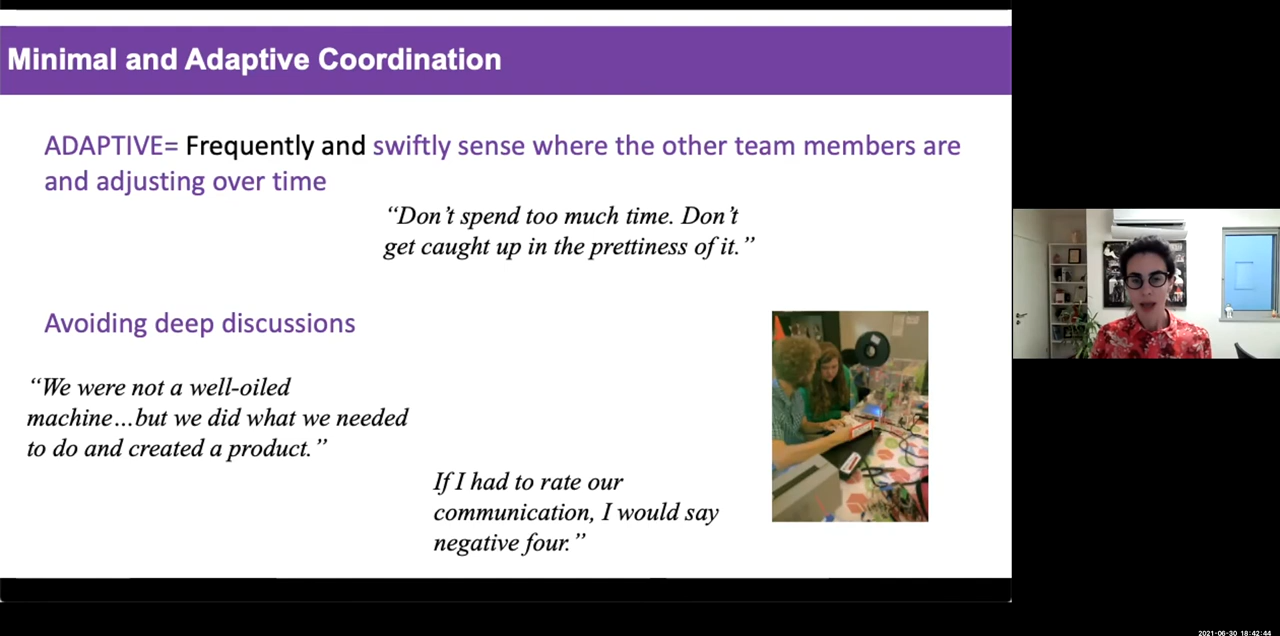 Minimal and Adaptive Coordination
ADAPTIVE= Frequently and swiftly sense where the other team members are
and adjusting over time
“Don’t spend too much time. Don’t
get caught up in the prettiness of it.”
Avoiding deep discussions
“We were not a well-oiled
machine…but we did what we needed
to do and created a product.”
If I had to rate our
communication, I would say
negative four.”
2021-06-30 18:42:44